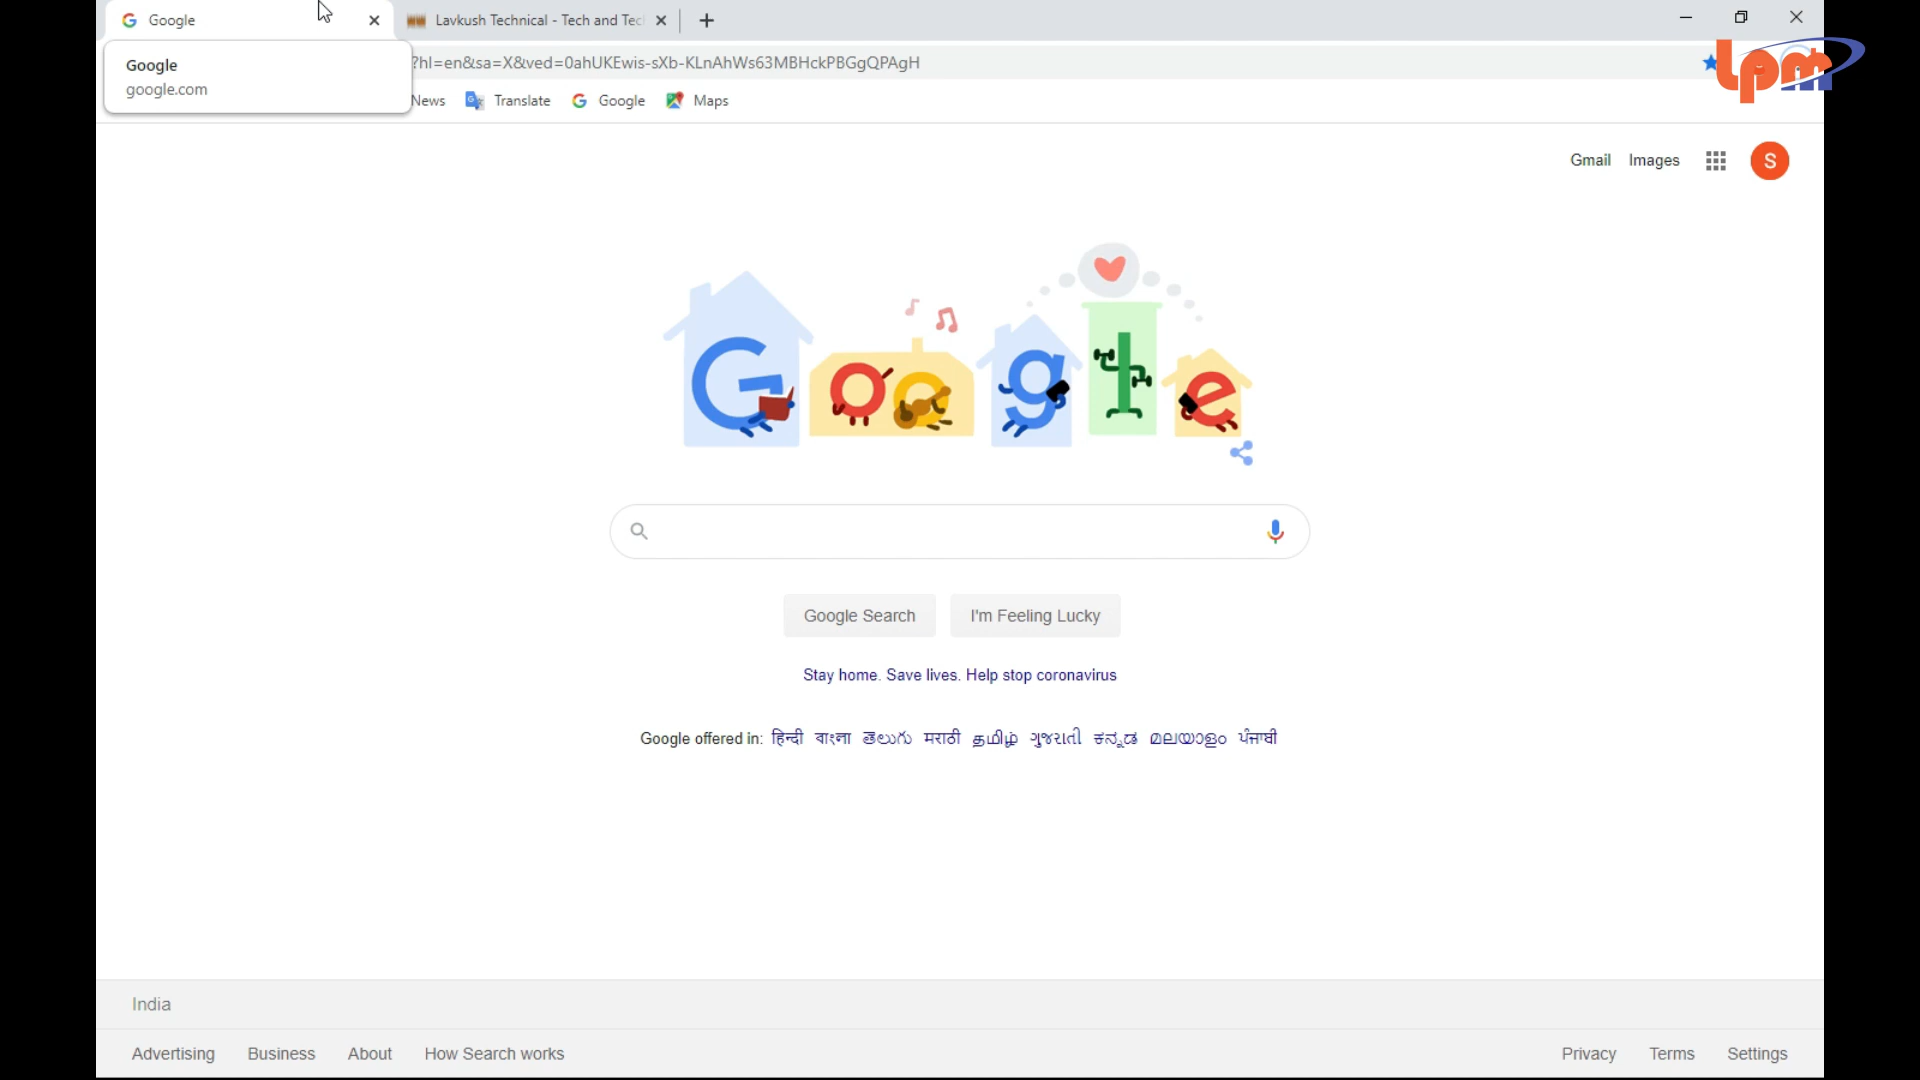 Google
Lavkush Technical - Tech and Tec
Google
google.com
?hl=en&sa=X&ved=0ahUKEwis-sXb-KLnAhWs63MBHckPBGgQPAgH
News Translate Google Maps
lpm
Gmail Images S
Google
Google Search I'm Feeling Lucky
Stay home. Save lives. Help stop coronavirus
Google offered in: हिन्दी বাংলা తెలుగు मराठी தமிழ் ગુજરાતી ಕನ್ನಡ മലയാളം ਪੰਜਾਬੀ
India
Advertising Business About How Search works Privacy Terms Settings